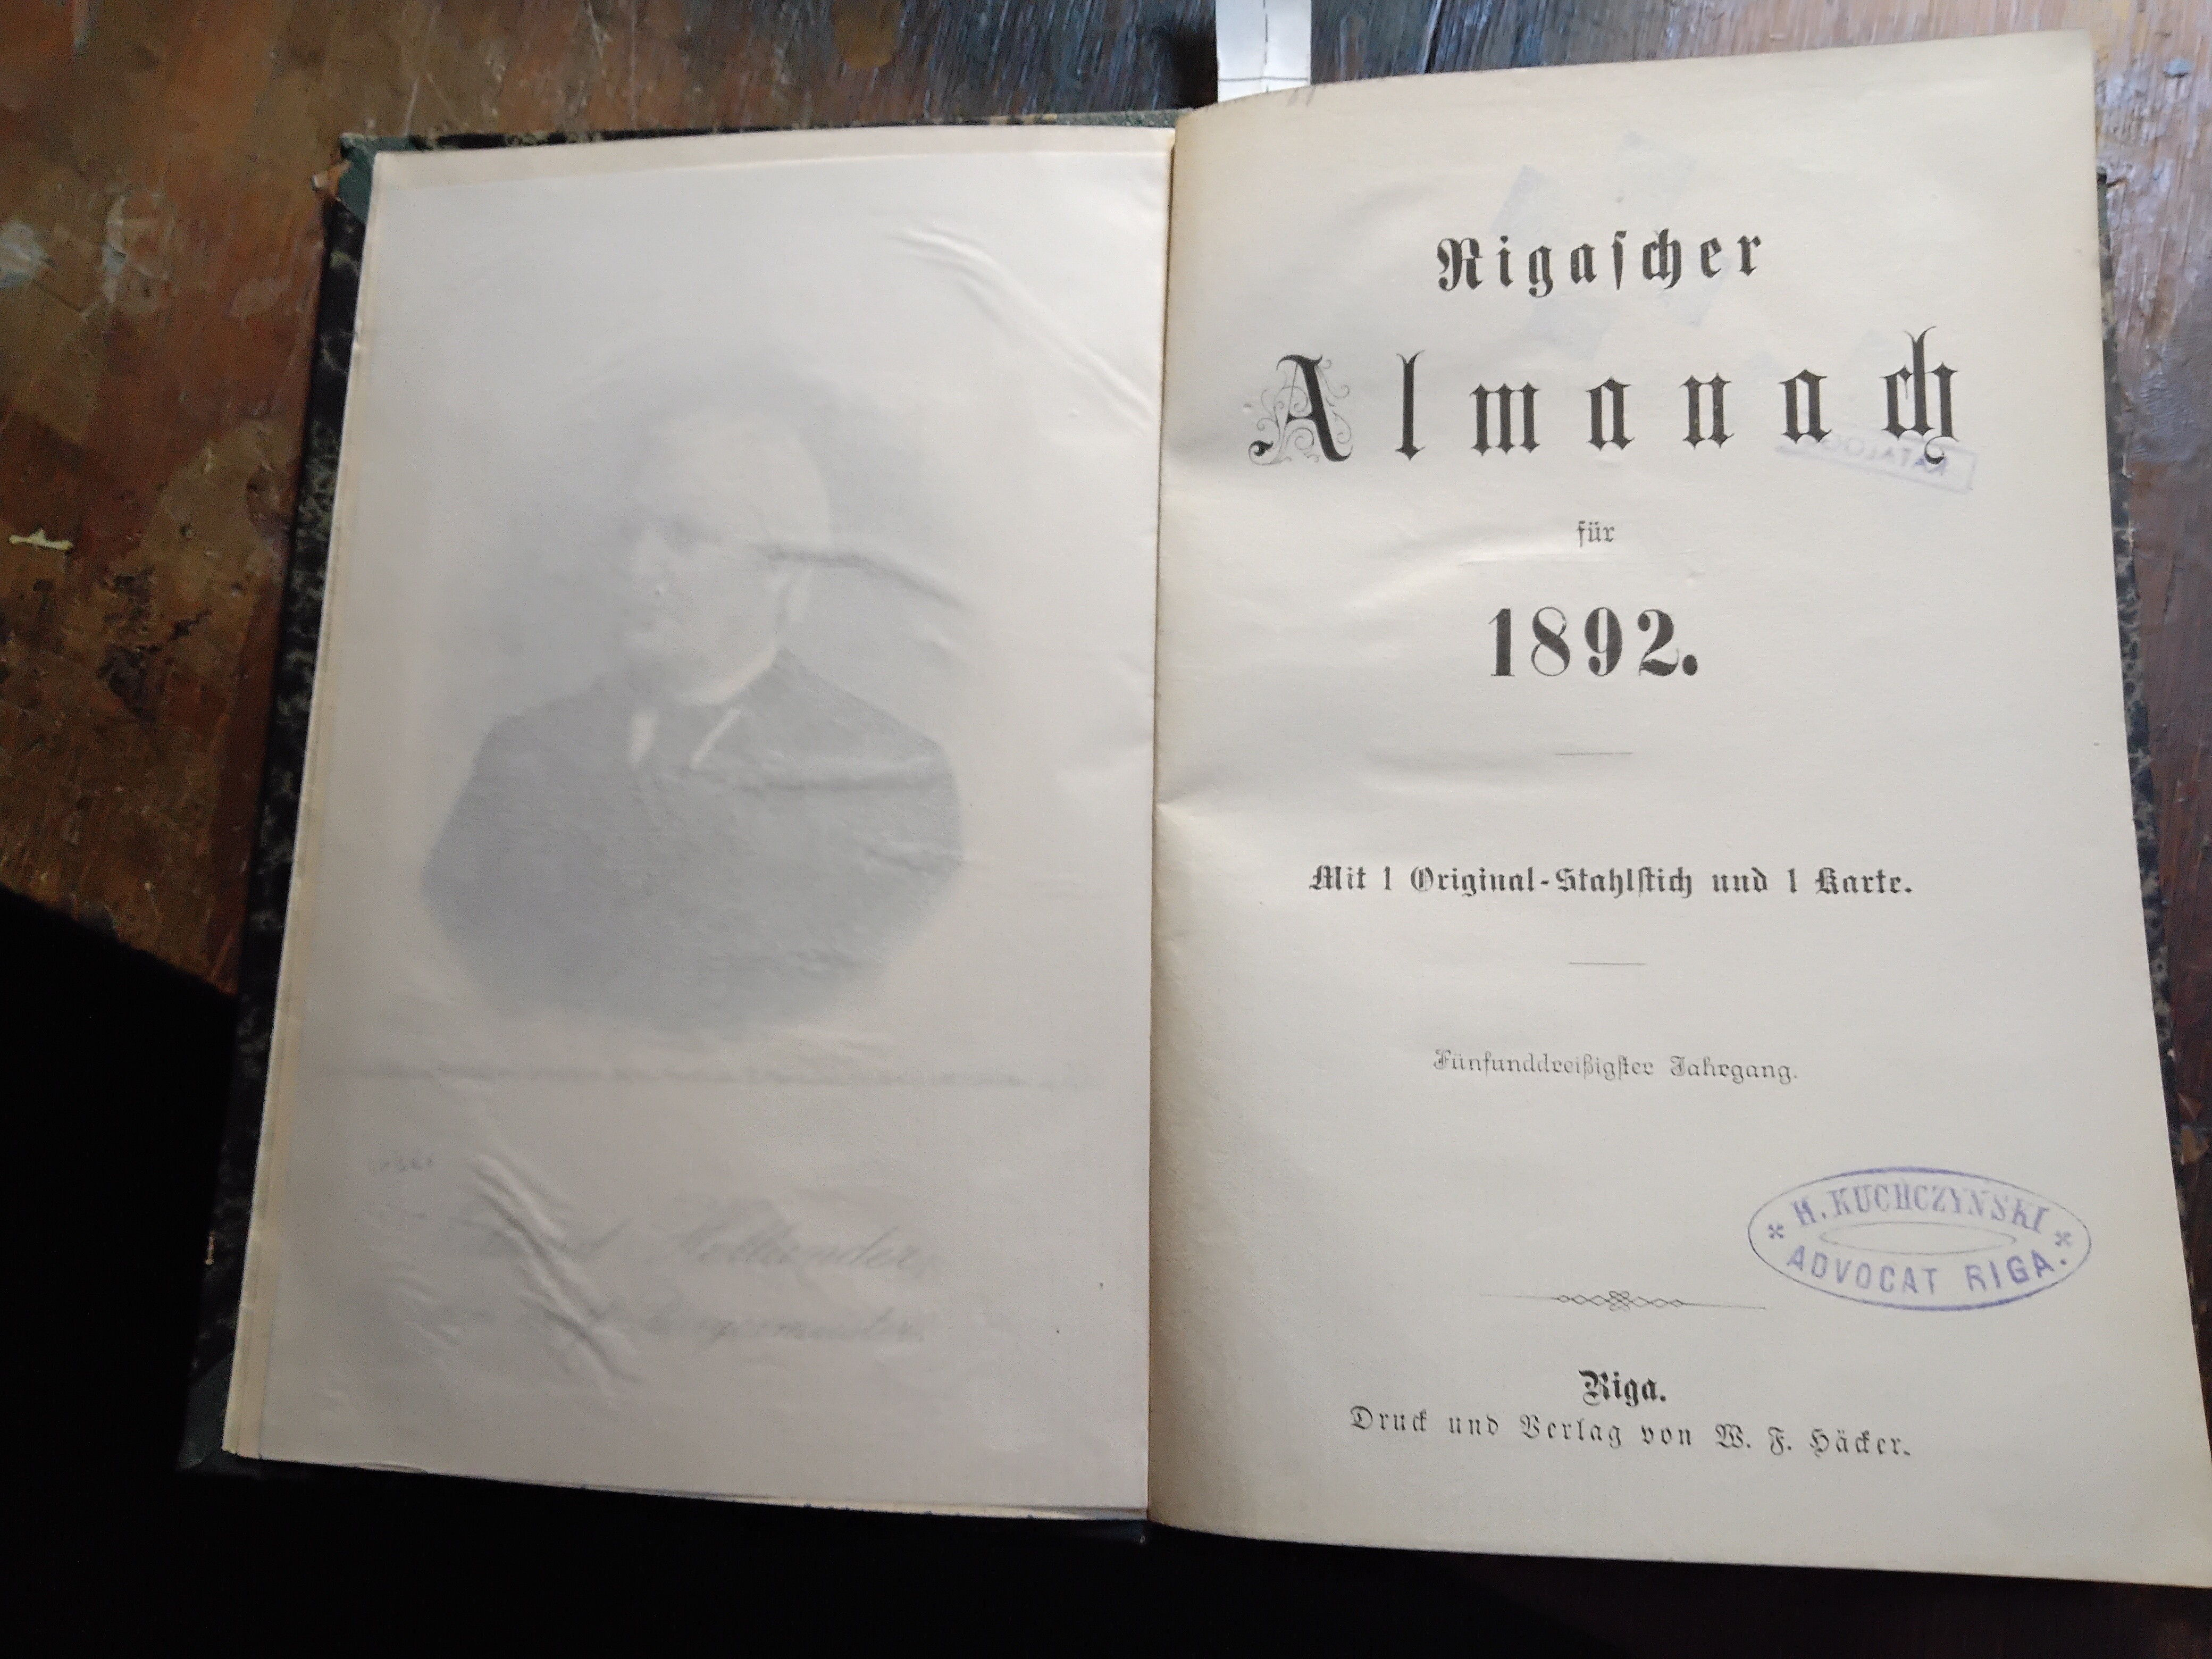 Hollander,
Rigaſcher
Almanach
für
1892.
Mit 1 Original-Stahlſtich und 1 Karte.
Fünfunddreißigſter Jahrgang.
H. KUCHCZYNSKI
ADVOCAT RIGA.
Riga.
Druck und Verlag von W. F. Häcker.